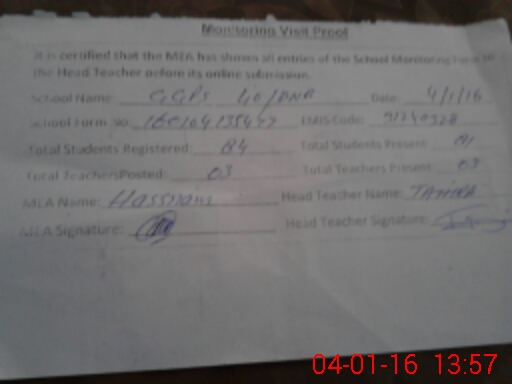 Monitoring Visit Proof
It is certified that the MEA has shown all entries of the School Monitoring Form to
the Head Teacher before its online submission.
School Name: GGPS 40/DNB Date: 4/1/16
School Form No: EMIS Code: 31240328
Total Students Registered: 84 Total Students Present: 81
Total Teachers Posted: 03 Total Teachers Present: 03
MEA Name: Hassnain Head Teacher Name: TAHIRA
MEA Signature: Head Teacher Signature:
04-01-16 13:57